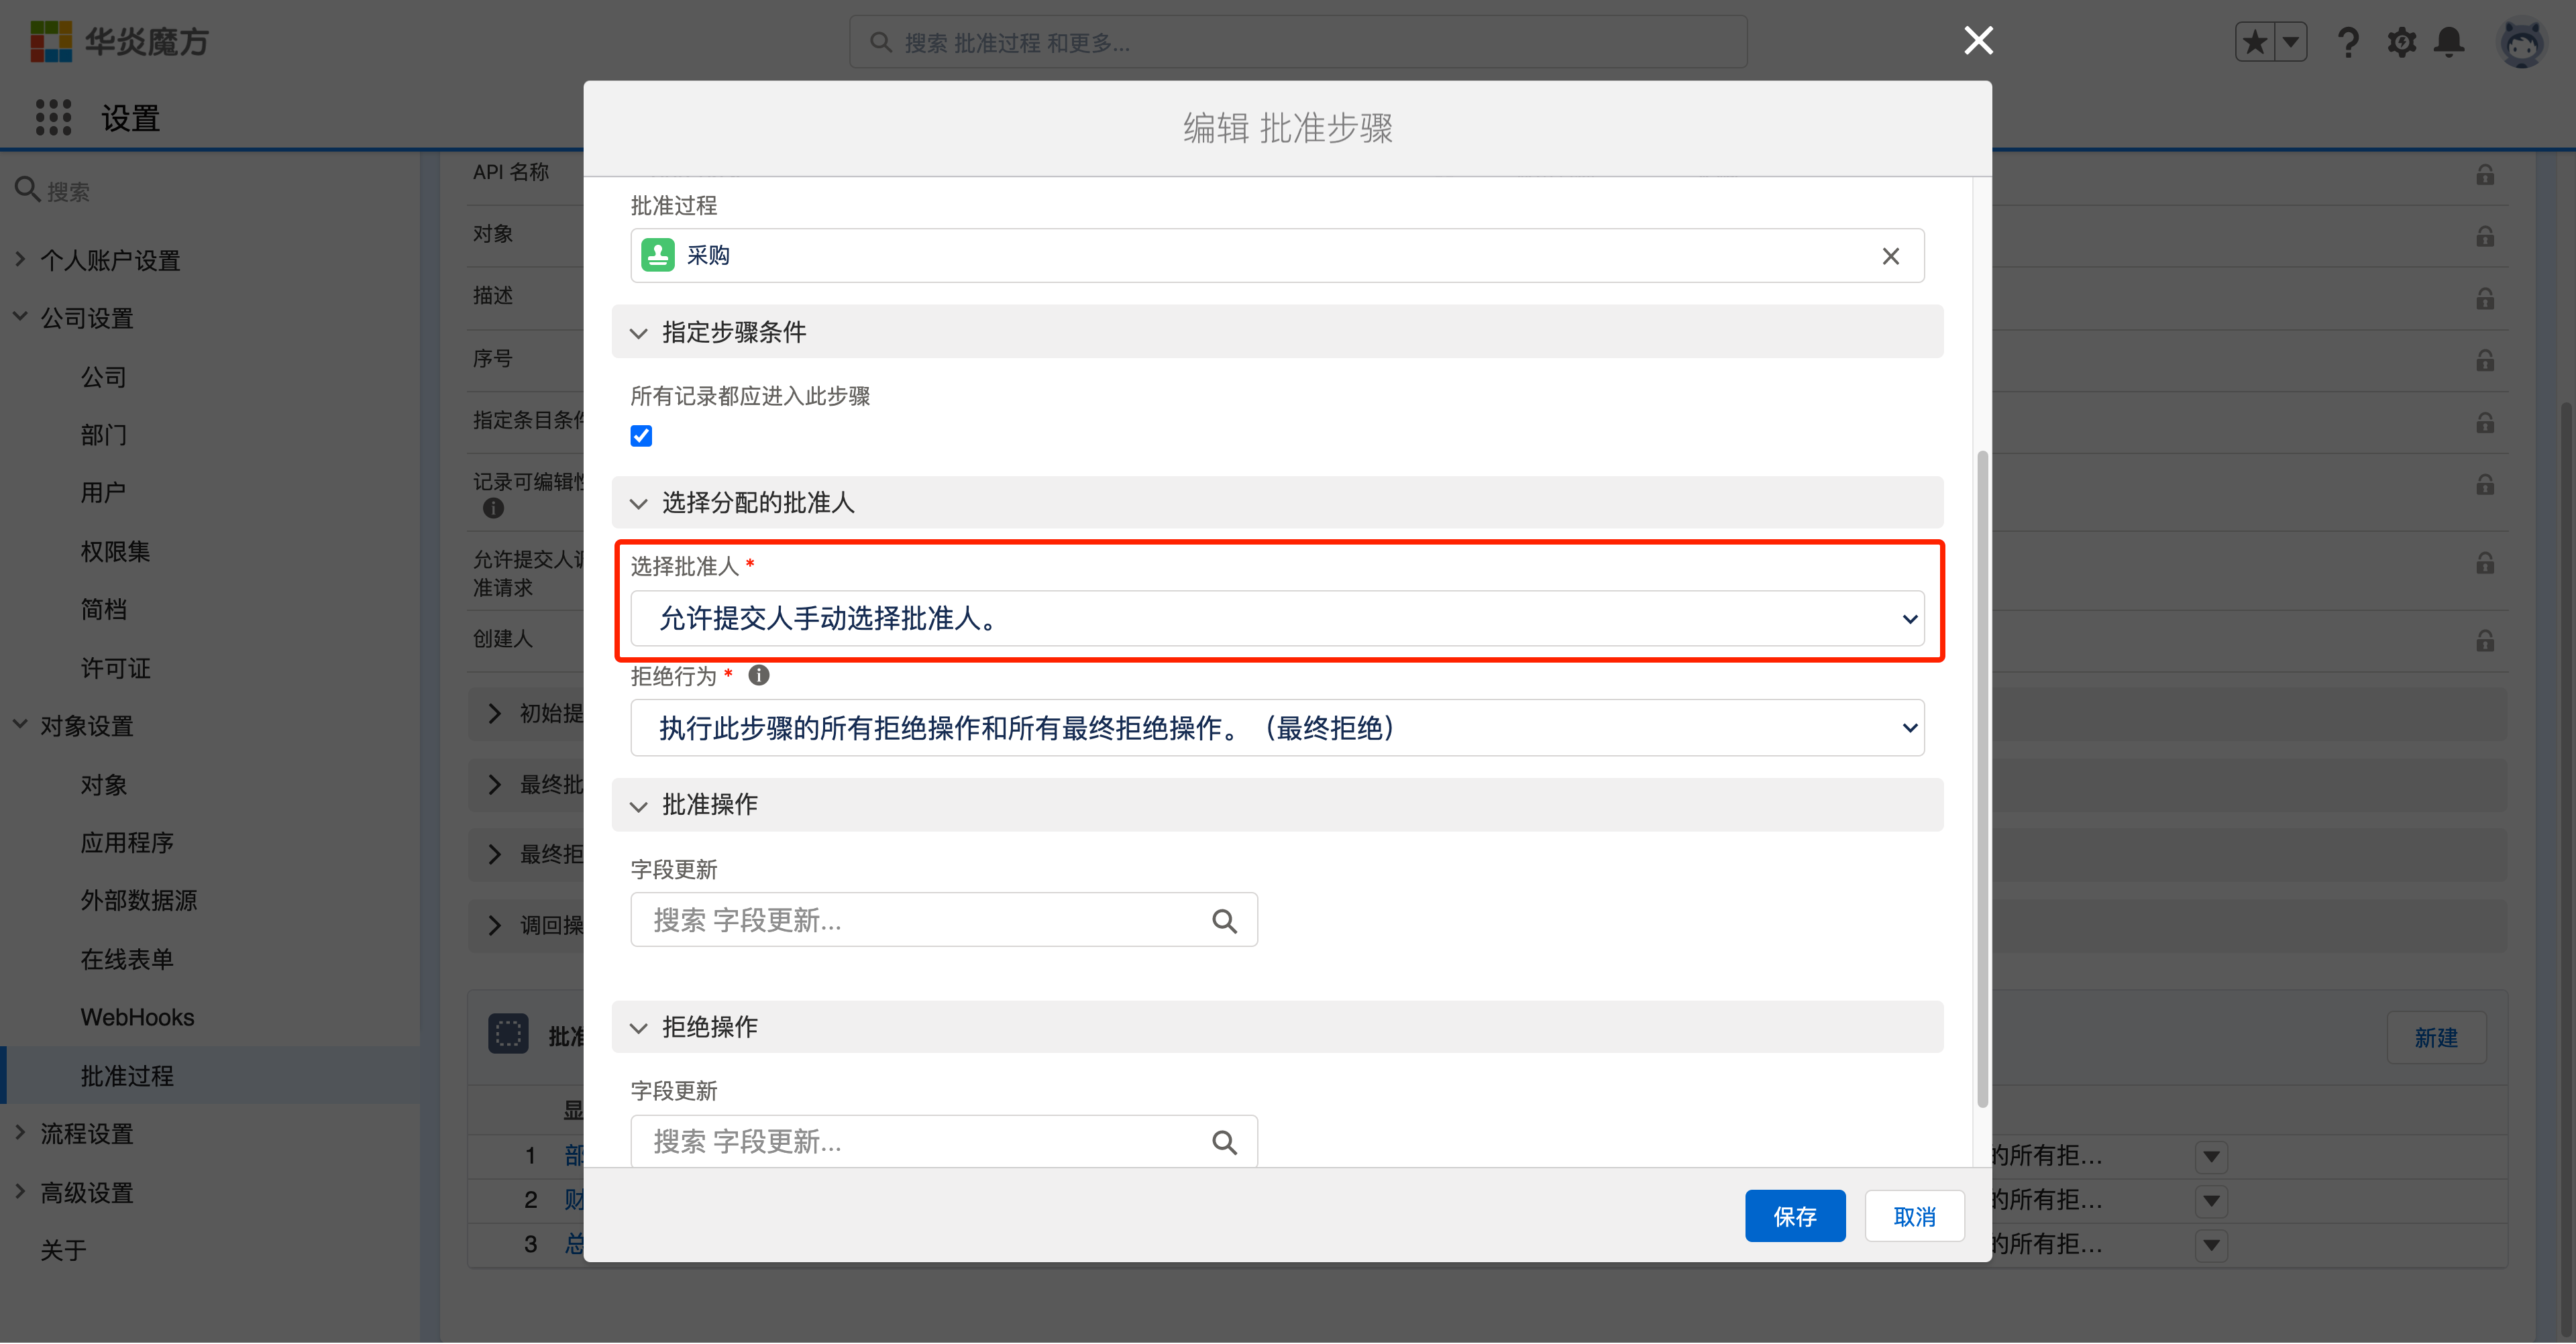 华炎魔方
搜索 批准过程 和更多...
设置
搜索
个人账户设置
公司设置
公司
部门
用户
权限集
简档
许可证
对象设置
对象
应用程序
外部数据源
在线表单
WebHooks
批准过程
流程设置
高级设置
关于
API 名称
对象
描述
序号
指定条目条件
记录可编辑性
允许提交人调
准请求
创建人
初始提
最终批
最终拒
调回操
批准
新建
显
1 部
的所有拒...
2 财
的所有拒...
3 总
的所有拒...
编辑 批准步骤
批准过程
采购
指定步骤条件
所有记录都应进入此步骤
选择分配的批准人
选择批准人 *
允许提交人手动选择批准人。
拒绝行为 *
执行此步骤的所有拒绝操作和所有最终拒绝操作。（最终拒绝）
批准操作
字段更新
搜索 字段更新...
拒绝操作
字段更新
搜索 字段更新...
保存
取消